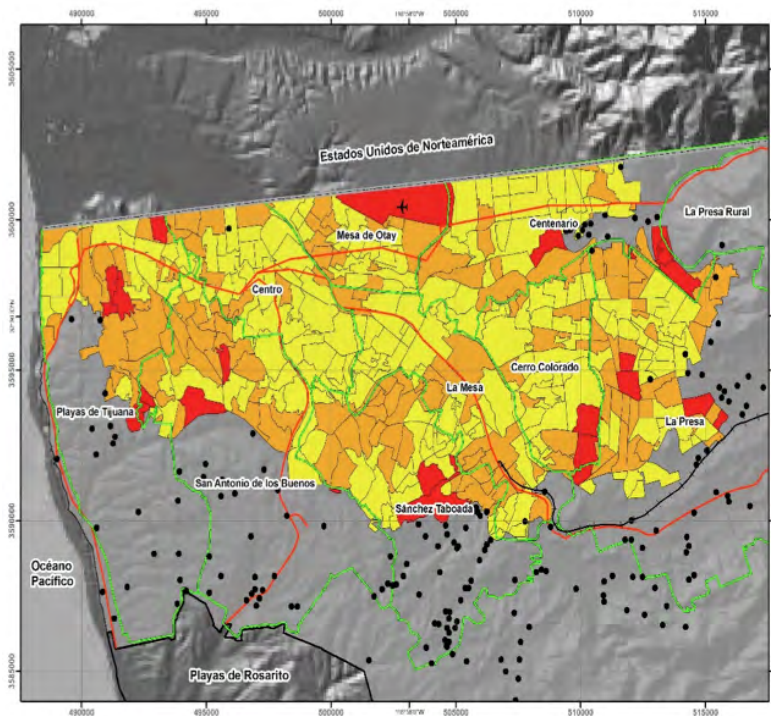 490000 495000 500000 505000 510000 515000
3605000
Estados Unidos de Norteamérica
La Presa Rural
3600000
Mesa de Otay
Centenario
Centro
3595000
Cerro Colorado
La Mesa
Playas de Tijuana
La Presa
San Antonio de los Buenos
Sánchez Taboada
3590000
Océano
Pacífico
Playas de Rosarito
3585000
490000 495000 500000 505000 510000 515000